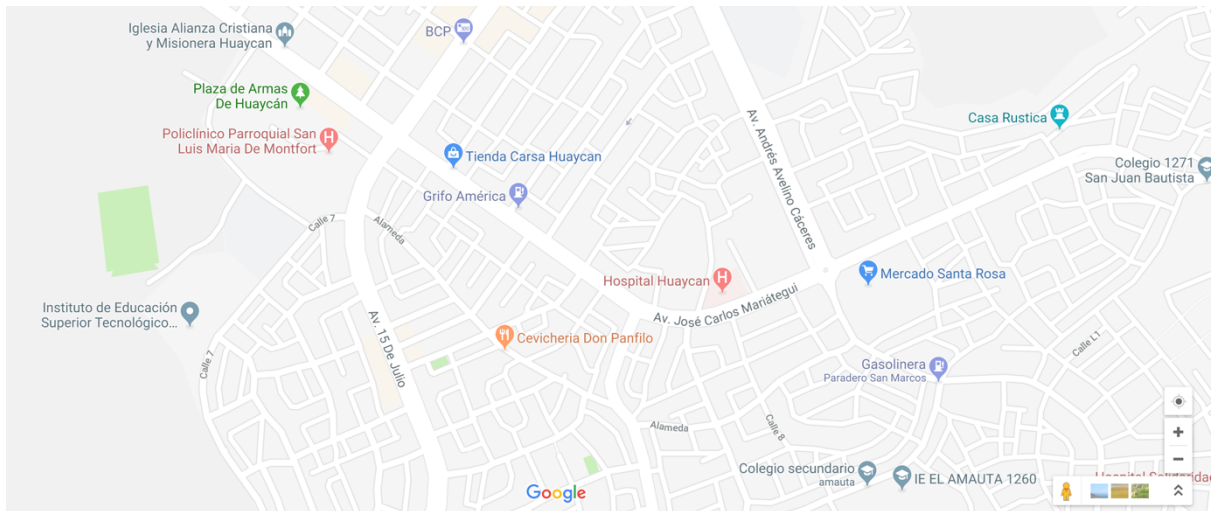 Iglesia Alianza Cristiana
y Misionera Huaycan
BCP
Plaza de Armas
De Huaycán
Casa Rustica
Policlínico Parroquial San
Luis Maria De Montfort
Tienda Carsa Huaycan
Colegio 1271
San Juan Bautista
Av. Andrés Avelino Cáceres
Grifo América
Calle 7
Alameda
Hospital Huaycan
Mercado Santa Rosa
Av. José Carlos Mariátegui
Instituto de Educación
Superior Tecnológico...
Av. 15 De Julio
Cevicheria Don Panfilo
Calle 7
Calle L1
Gasolinera
Paradero San Marcos
Alameda
Calle 8
Colegio secundario
amauta
IE EL AMAUTA 1260
Hospital
Google